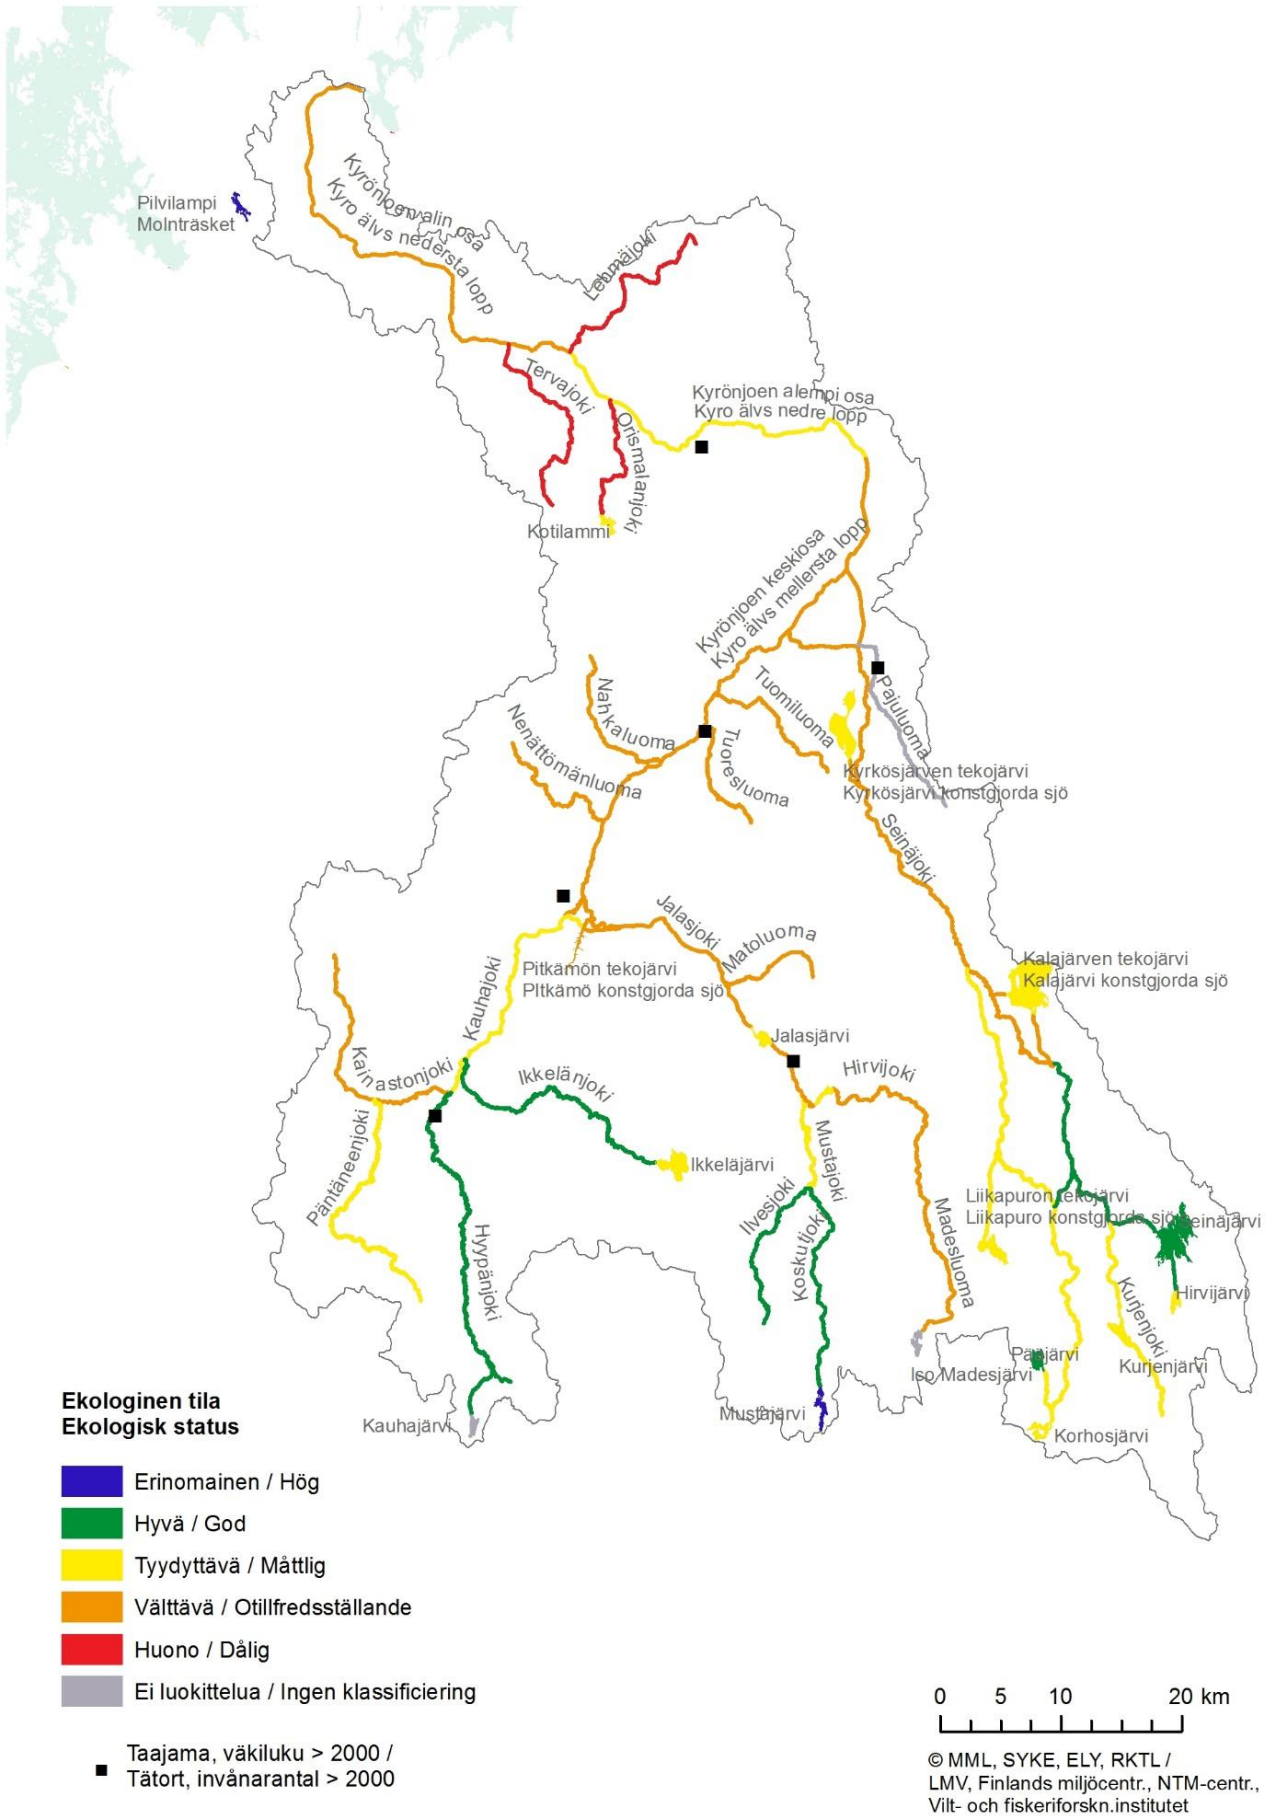 Pilvilampi
Molnträsket
Kyrönjoen alin osa
Kyro älvs nedersta lopp
Lehmäjoki
Tervajoki
Orismalanjoki
Kotilammi
Kyrönjoen alempi osa
Kyro älvs nedre lopp
Kyrönjoen keskiosa
Kyro älvs mellersta lopp
Nahkaluoma
Nenättömänluoma
Tuomiluoma
Tuoresluoma
Pajuluoma
Kyrkösjärven tekojärvi
Kyrkösjärvi konstgjorda sjö
Seinäjoki
Jalasjoki
Matoluoma
Kauhajoki
Pitkämön tekojärvi
PItkämö konstgjorda sjö
Kalajärven tekojärvi
Kalajärvi konstgjorda sjö
Jalasjärvi
Kainastonjoki
Ikkelänjoki
Hirvijoki
Päntäneenjoki
Ikkeläjärvi
Mustajoki
Ilvesjoki
Koskutjoki
Hyypänjoki
Madesluoma
Liikapuron tekojärvi
Liikapuro konstgjorda sjö
Seinäjärvi
Hirvijärvi
Kurjenjoki
Kurjenjärvi
Pääjärvi
Iso Madesjärvi
Korhosjärvi
Mustajärvi
Kauhajärvi
Ekologinen tila
Ekologisk status
Erinomainen / Hög
Hyvä / God
Tyydyttävä / Måttlig
Välttävä / Otillfredsställande
Huono / Dålig
Ei luokittelua / Ingen klassificiering
Taajama, väkiluku > 2000 /
Tätort, invånarantal > 2000
0 5 10 20 km
© MML, SYKE, ELY, RKTL /
LMV, Finlands miljöcentr., NTM-centr.,
Vilt- och fiskeriforskn.institutet